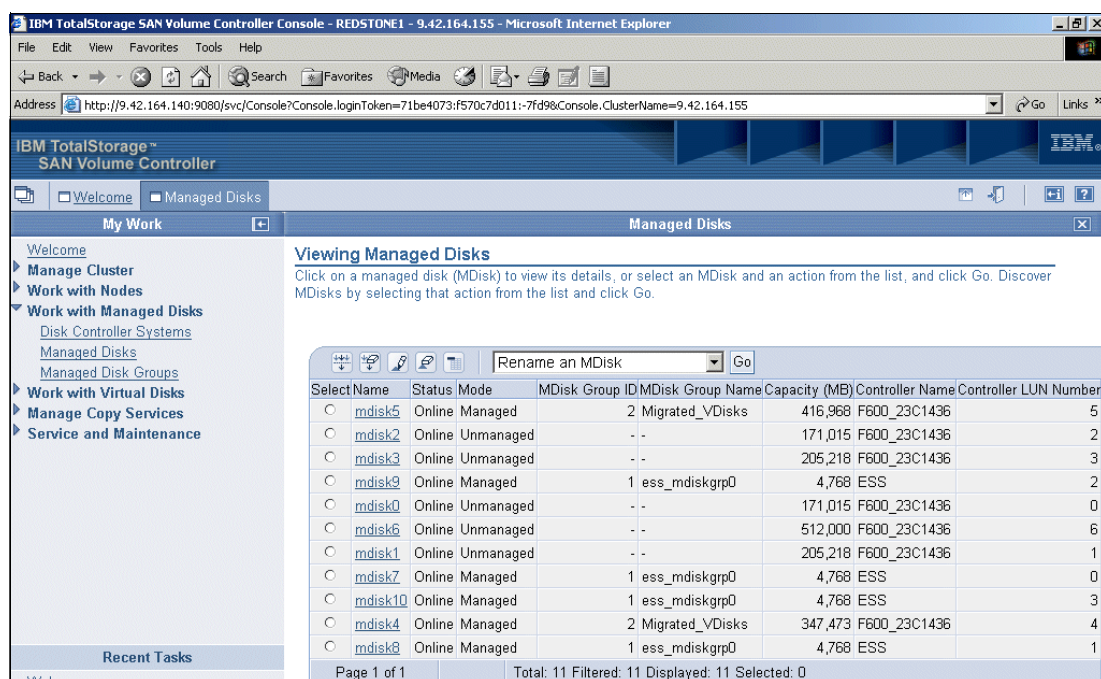 IBM TotalStorage SAN Volume Controller Console - REDSTONE1 - 9.42.164.155 - Microsoft Internet Explorer
File Edit View Favorites Tools Help
Back Search Favorites Media
Address http://9.42.164.140:9080/svc/Console?Console.loginToken=71be4073:f570c7d011:-7fd9&Console.ClusterName=9.42.164.155 Go Links »
IBM TotalStorage™
SAN Volume Controller
IBM
Welcome Managed Disks
My Work
Managed Disks
Welcome
Manage Cluster
Work with Nodes
Work with Managed Disks
Disk Controller Systems
Managed Disks
Managed Disk Groups
Work with Virtual Disks
Manage Copy Services
Service and Maintenance
Recent Tasks
Viewing Managed Disks
Click on a managed disk (MDisk) to view its details, or select an MDisk and an action from the list, and click Go. Discover
MDisks by selecting that action from the list and click Go.
Rename an MDisk Go
Select Name Status Mode MDisk Group ID MDisk Group Name Capacity (MB) Controller Name Controller LUN Number
mdisk5 Online Managed 2 Migrated_VDisks 416,968 F600_23C1436 5
mdisk2 Online Unmanaged - - 171,015 F600_23C1436 2
mdisk3 Online Unmanaged - - 205,218 F600_23C1436 3
mdisk9 Online Managed 1 ess_mdiskgrp0 4,768 ESS 2
mdisk0 Online Unmanaged - - 171,015 F600_23C1436 0
mdisk6 Online Unmanaged - - 512,000 F600_23C1436 6
mdisk1 Online Unmanaged - - 205,218 F600_23C1436 1
mdisk7 Online Managed 1 ess_mdiskgrp0 4,768 ESS 0
mdisk10 Online Managed 1 ess_mdiskgrp0 4,768 ESS 3
mdisk4 Online Managed 2 Migrated_VDisks 347,473 F600_23C1436 4
mdisk8 Online Managed 1 ess_mdiskgrp0 4,768 ESS 1
Page 1 of 1 Total: 11 Filtered: 11 Displayed: 11 Selected: 0